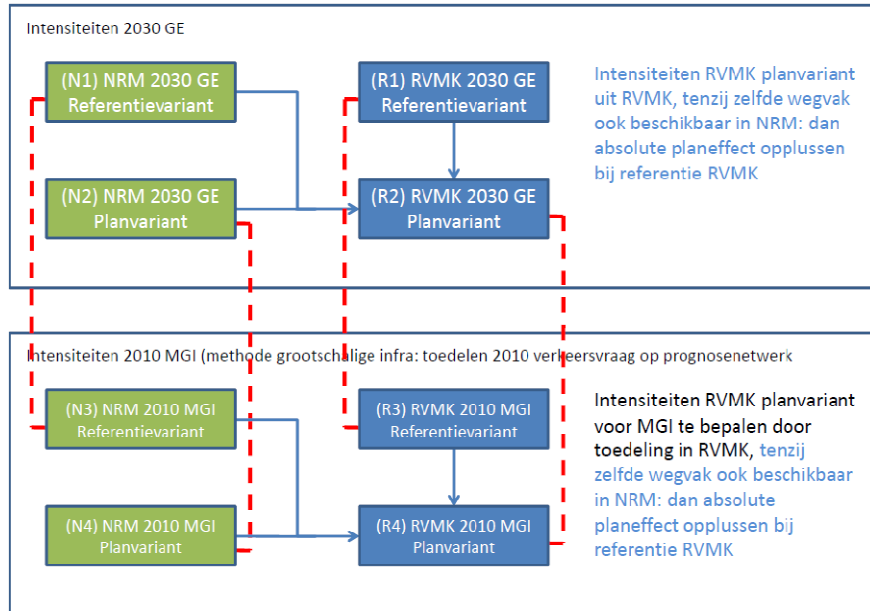 Intensiteiten 2030 GE
(N1) NRM 2030 GE
Referentievariant
(R1) RVMK 2030 GE
Referentievariant
Intensiteiten RVMK planvariant
uit RVMK, tenzij zelfde wegvak
ook beschikbaar in NRM: dan
absolute planeffect opplussen
bij referentie RVMK
(N2) NRM 2030 GE
Planvariant
(R2) RVMK 2030 GE
Planvariant
Intensiteiten 2010 MGI (methode grootschalige infra: toedelen 2010 verkeersvraag op prognosenetwerk
(N3) NRM 2010 MGI
Referentievariant
(R3) RVMK 2010 MGI
Referentievariant
Intensiteiten RVMK planvariant
voor MGI te bepalen door
toedeling in RVMK, tenzij
zelfde wegvak ook beschikbaar
in NRM: dan absolute
planeffect opplussen bij
referentie RVMK
(N4) NRM 2010 MGI
Planvariant
(R4) RVMK 2010 MGI
Planvariant